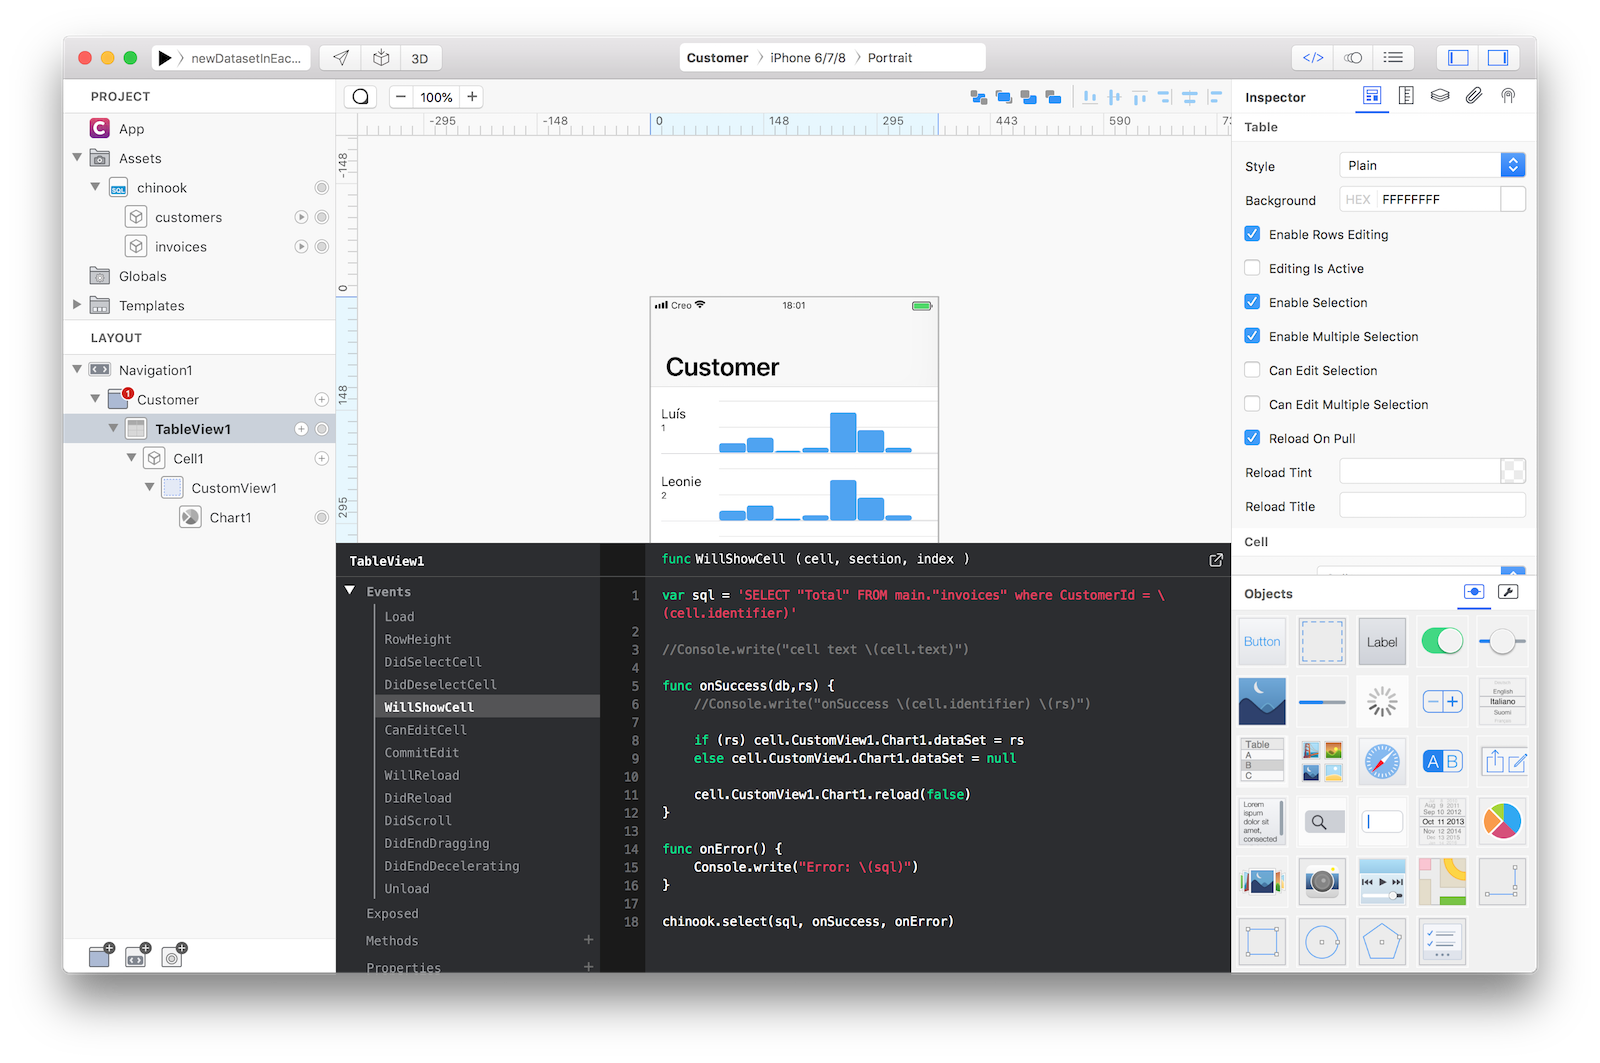 newDatasetInEac...
3D
Customer
iPhone 6/7/8
Portrait
</>
PROJECT
App
Assets
SQL
chinook
customers
invoices
Globals
Templates
LAYOUT
Navigation1
1
Customer
TableView1
Cell1
CustomView1
Chart1
100%
-295
-148
0
148
295
443
590
73
-148
0
148
295
Creo
18:01
Customer
Luís
1
Leonie
2
TableView1
Events
Load
RowHeight
DidSelectCell
DidDeselectCell
WillShowCell
CanEditCell
CommitEdit
WillReload
DidReload
DidScroll
DidEndDragging
DidEndDecelerating
Unload
Exposed
Methods
Properties
func WillShowCell (cell, section, index )
1 var sql = 'SELECT "Total" FROM main."invoices" where CustomerId = \
(cell.identifier)'
2
3 //Console.write("cell text \(cell.text)")
4
5 func onSuccess(db,rs) {
6 //Console.write("onSuccess \(cell.identifier) \(rs)")
7
8 if (rs) cell.CustomView1.Chart1.dataSet = rs
9 else cell.CustomView1.Chart1.dataSet = null
10
11 cell.CustomView1.Chart1.reload(false)
12 }
13
14 func onError() {
15 Console.write("Error: \(sql)")
16 }
17
18 chinook.select(sql, onSuccess, onError)
Inspector
Table
Style
Plain
Background
HEX
FFFFFFFF
Enable Rows Editing
Editing Is Active
Enable Selection
Enable Multiple Selection
Can Edit Selection
Can Edit Multiple Selection
Reload On Pull
Reload Tint
Reload Title
Cell
Objects
Button
Label
English
Italiano
Suomi
Table
A
B
C
A B
Lorem
ispum
dolor sit
amet,
consected
Aug 8 2011
Sep 10 2012
Oct 11 2013
Nov 12 2014
Dec 13 2015